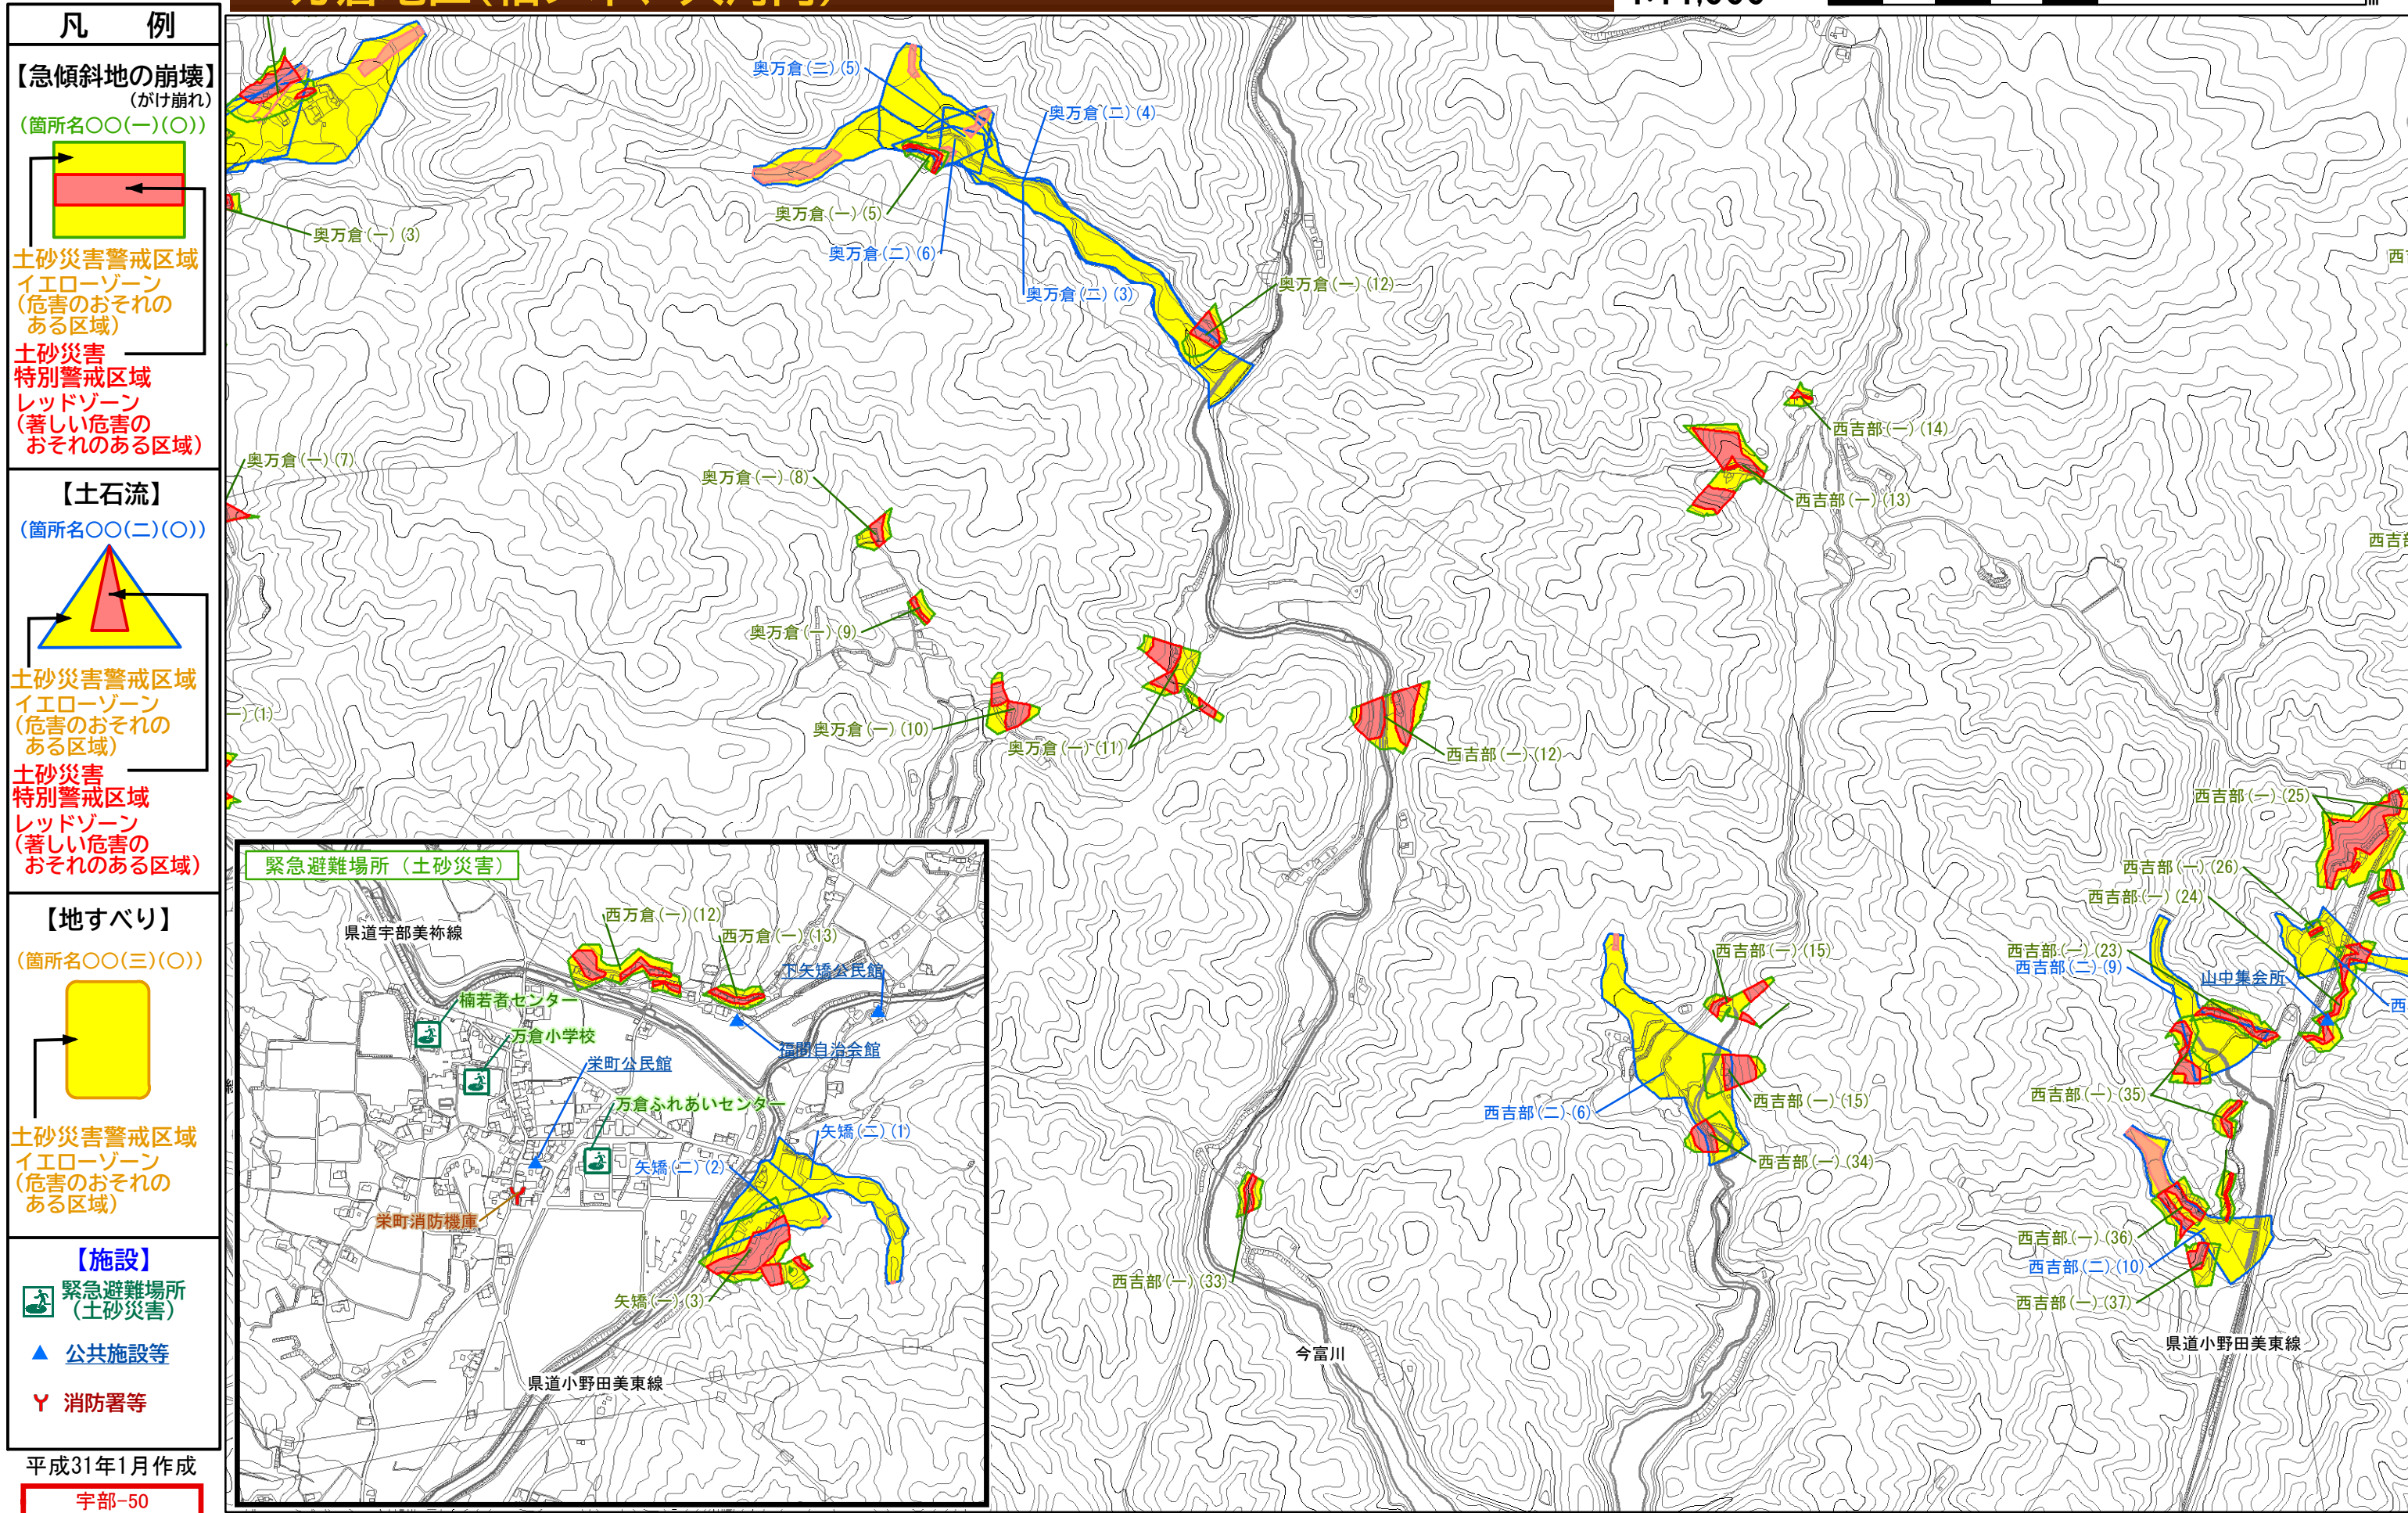 万倉地区
凡 例
【急傾斜地の崩壊】
(がけ崩れ)
(箇所名〇〇(一)(〇))
土砂災害警戒区域
イエローゾーン
(危害のおそれの
ある区域)
土砂災害
特別警戒区域
レッドゾーン
(著しい危害の
おそれのある区域)
【土石流】
(箇所名〇〇(二)(〇))
土砂災害警戒区域
イエローゾーン
(危害のおそれの
ある区域)
土砂災害
特別警戒区域
レッドゾーン
(著しい危害の
おそれのある区域)
【地すべり】
(箇所名〇〇(三)(〇))
土砂災害警戒区域
イエローゾーン
(危害のおそれの
ある区域)
【施設】
緊急避難場所
(土砂災害)
公共施設等
消防署等
平成31年1月作成
宇部-50
奥万倉(二)(5)
奥万倉(二)(4)
奥万倉(一)(5)
奥万倉(一)(3)
奥万倉(二)(6)
奥万倉(二)(3)
奥万倉(一)(12)
西
西吉部(一)(14)
奥万倉(一)(7)
奥万倉(一)(8)
西吉部(一)(13)
西吉部
奥万倉(一)(9)
一)(1)
奥万倉(一)(10)
奥万倉(一)(11)
西吉部(一)(12)
西吉部(一)(25)
西吉部(一)(26)
西吉部(一)(24)
西吉部(一)(15)
西吉部(一)(23)
西吉部(二)(9)
山中集会所
西
西吉部(一)(35)
西吉部(一)(15)
西吉部(二)(6)
西吉部(一)(34)
西吉部(一)(36)
西吉部(二)(10)
西吉部(一)(33)
西吉部(一)(37)
県道小野田美東線
今富川
緊急避難場所(土砂災害)
西万倉(一)(12)
県道宇部美祢線
西万倉(一)(13)
下矢矯公民館
楠若者センター
万倉小学校
福間自治会館
栄町公民館
万倉ふれあいセンター
矢矯(二)(1)
矢矯(二)(2)
栄町消防機庫
矢矯(一)(3)
県道小野田美東線